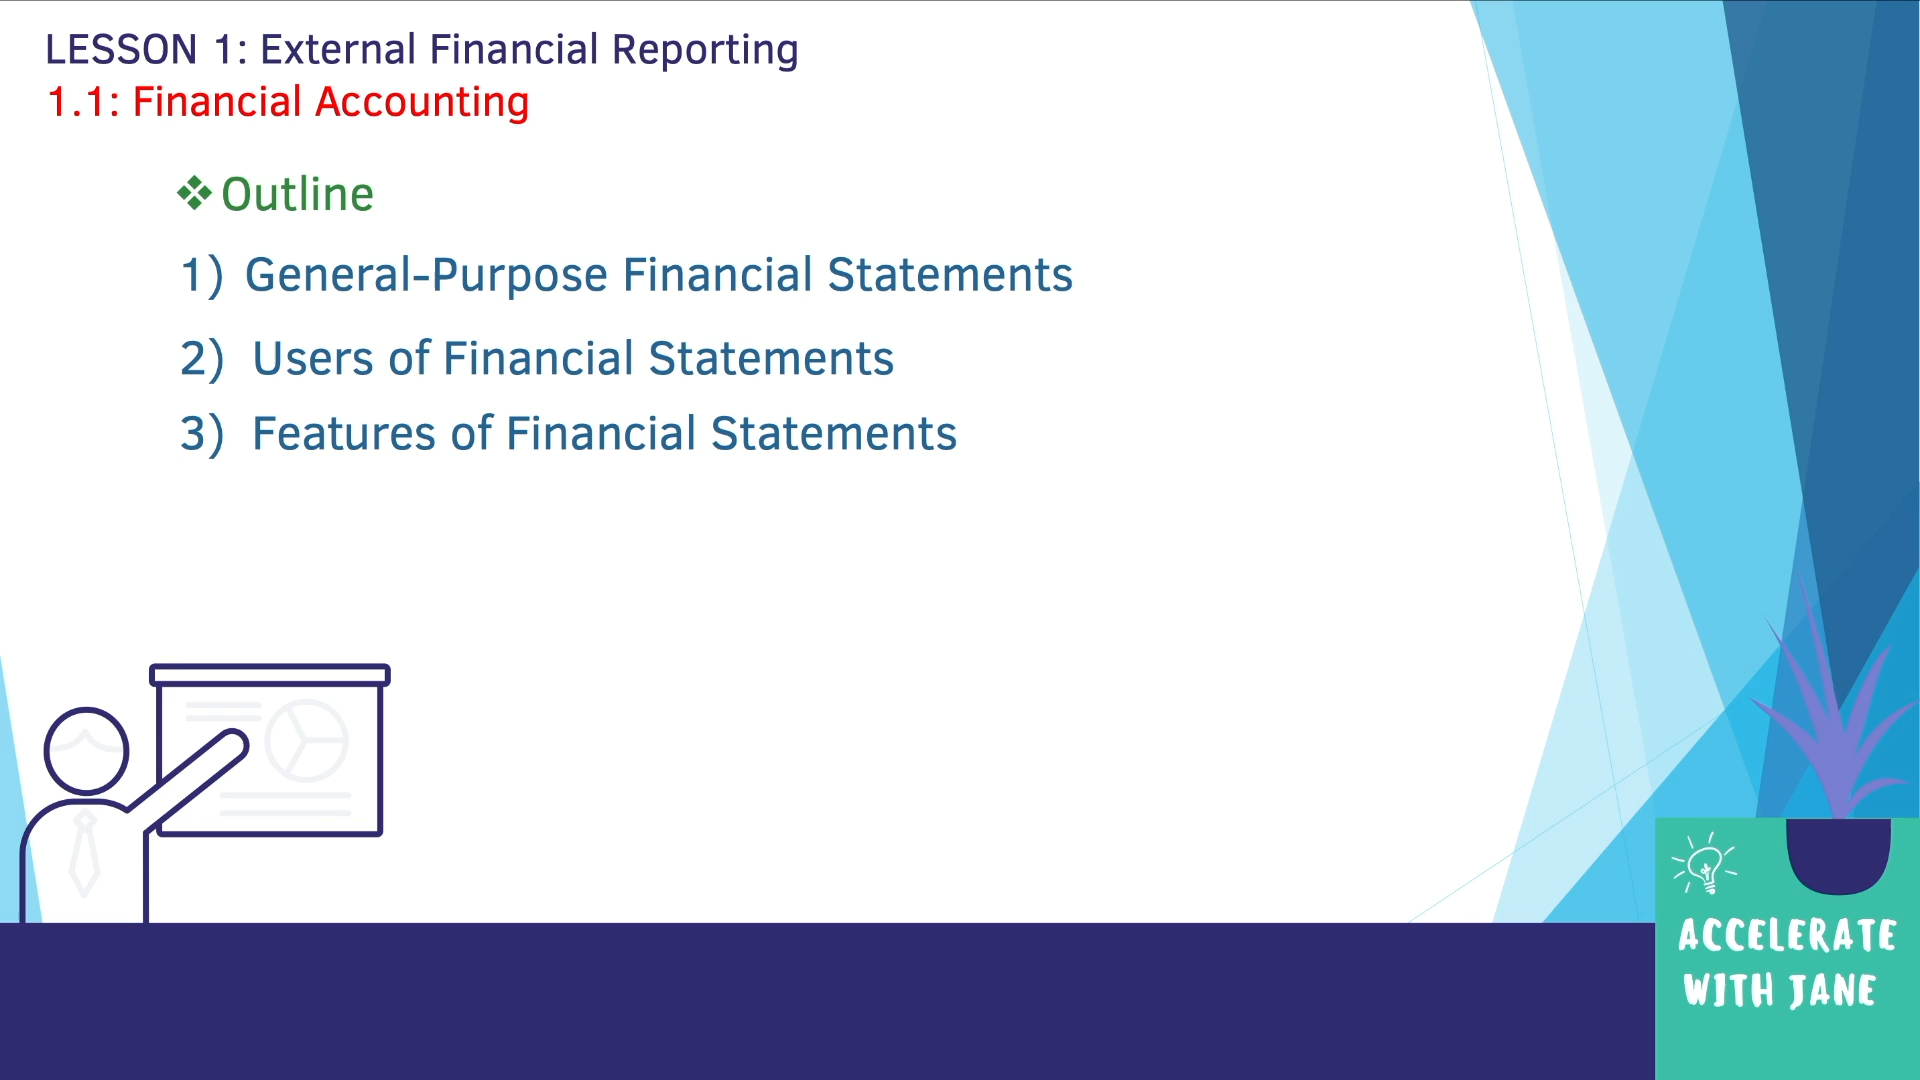 LESSON 1: External Financial Reporting
1.1: Financial Accounting
❖ Outline
1) General-Purpose Financial Statements
2) Users of Financial Statements
3) Features of Financial Statements
ACCELERATE
WITH JANE